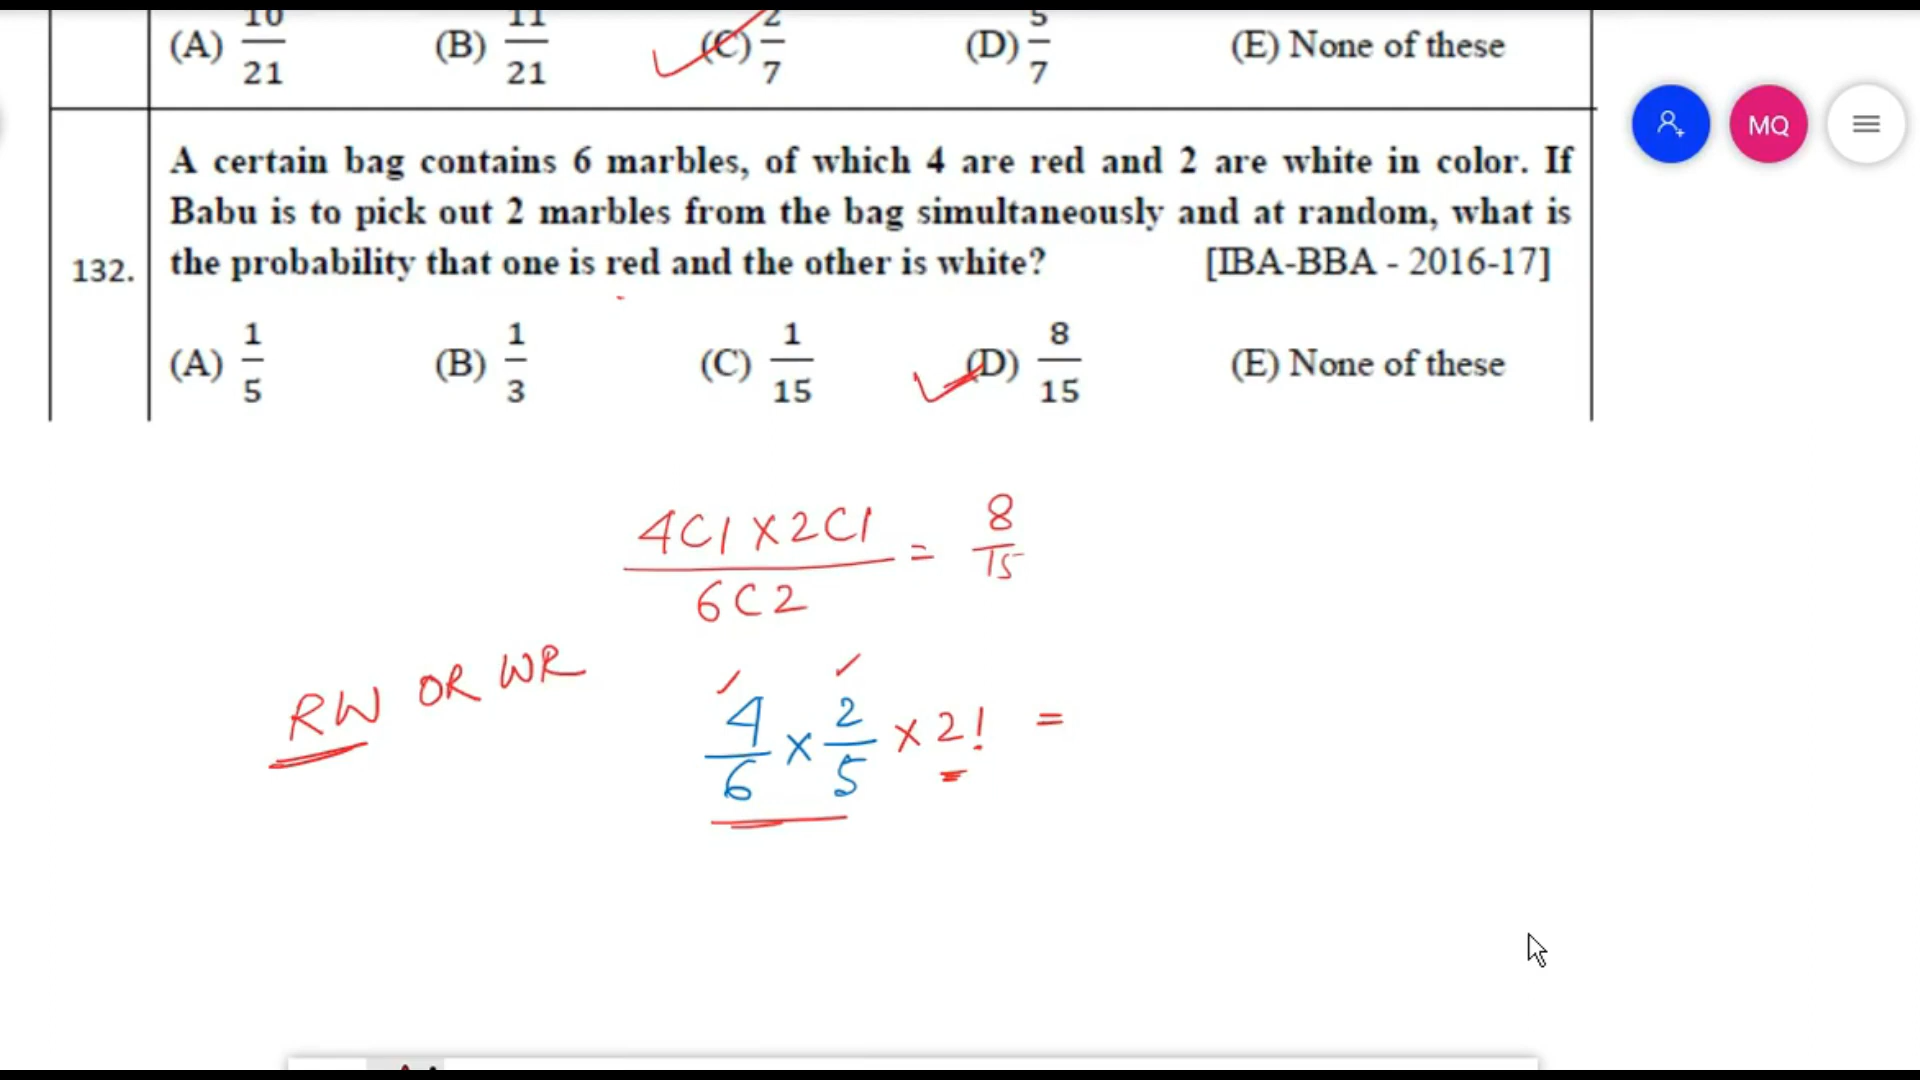 (A) 10/21 (B) 11/21 (C) 2/7 (D) 5/7 (E) None of these
MQ
132.
A certain bag contains 6 marbles, of which 4 are red and 2 are white in color. If
Babu is to pick out 2 marbles from the bag simultaneously and at random, what is
the probability that one is red and the other is white? [IBA-BBA - 2016-17]
(A) 1/5 (B) 1/3 (C) 1/15 (D) 8/15 (E) None of these
4C1 X 2C1 / 6C2 = 8/15
RW OR WR
4/6 × 2/5 × 2! =